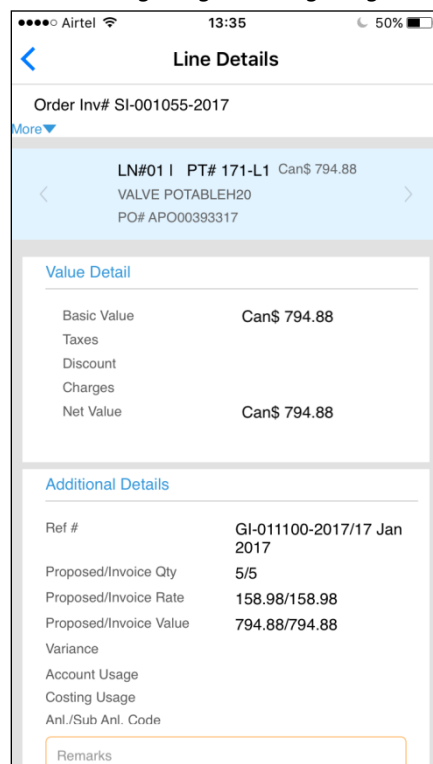 Airtel 13:35 50%
Line Details
Order Inv# SI-001055-2017
More
LN#01 | PT# 171-L1 Can$ 794.88
VALVE POTABLEH20
PO# APO00393317
Value Detail
Basic Value Can$ 794.88
Taxes
Discount
Charges
Net Value Can$ 794.88
Additional Details
Ref # GI-011100-2017/17 Jan
2017
Proposed/Invoice Qty 5/5
Proposed/Invoice Rate 158.98/158.98
Proposed/Invoice Value 794.88/794.88
Variance
Account Usage
Costing Usage
Anl./Sub Anl. Code
Remarks